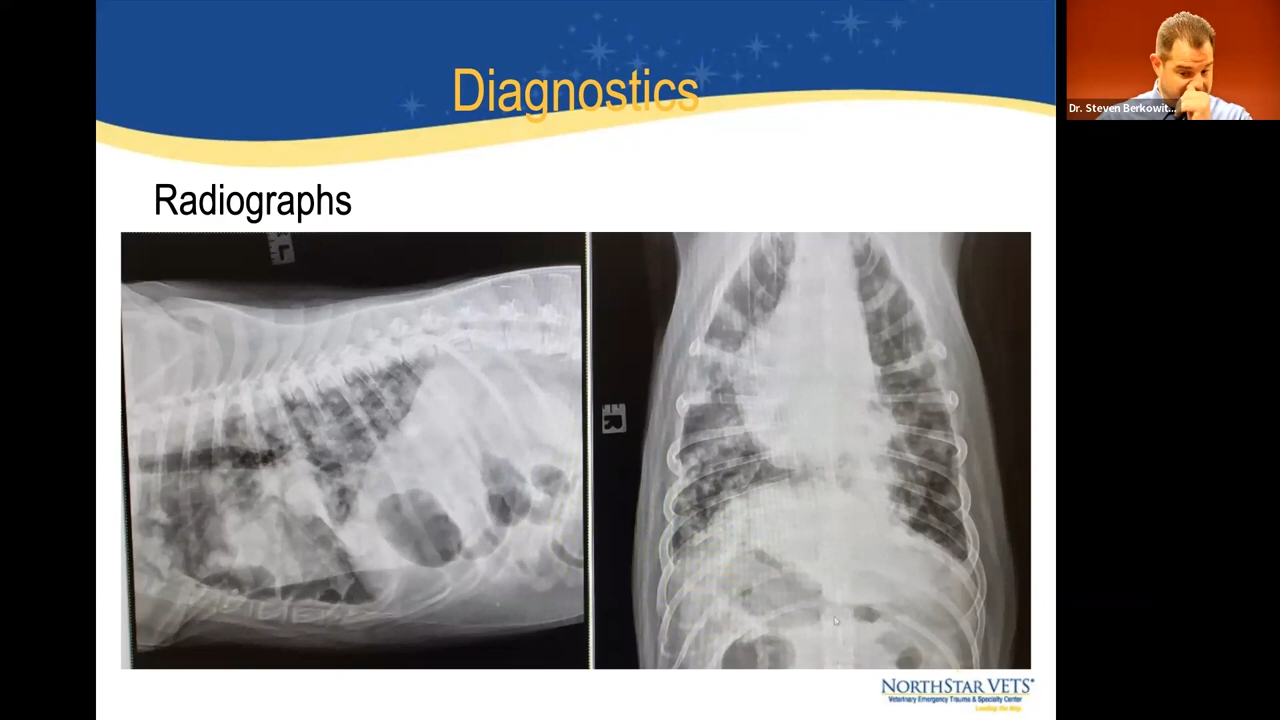 Diagnostics
Dr. Steven Berkowit...
Radiographs
L
R
NORTHSTAR VETS
Veterinary Emergency Trauma & Specialty Center
Leading the Way